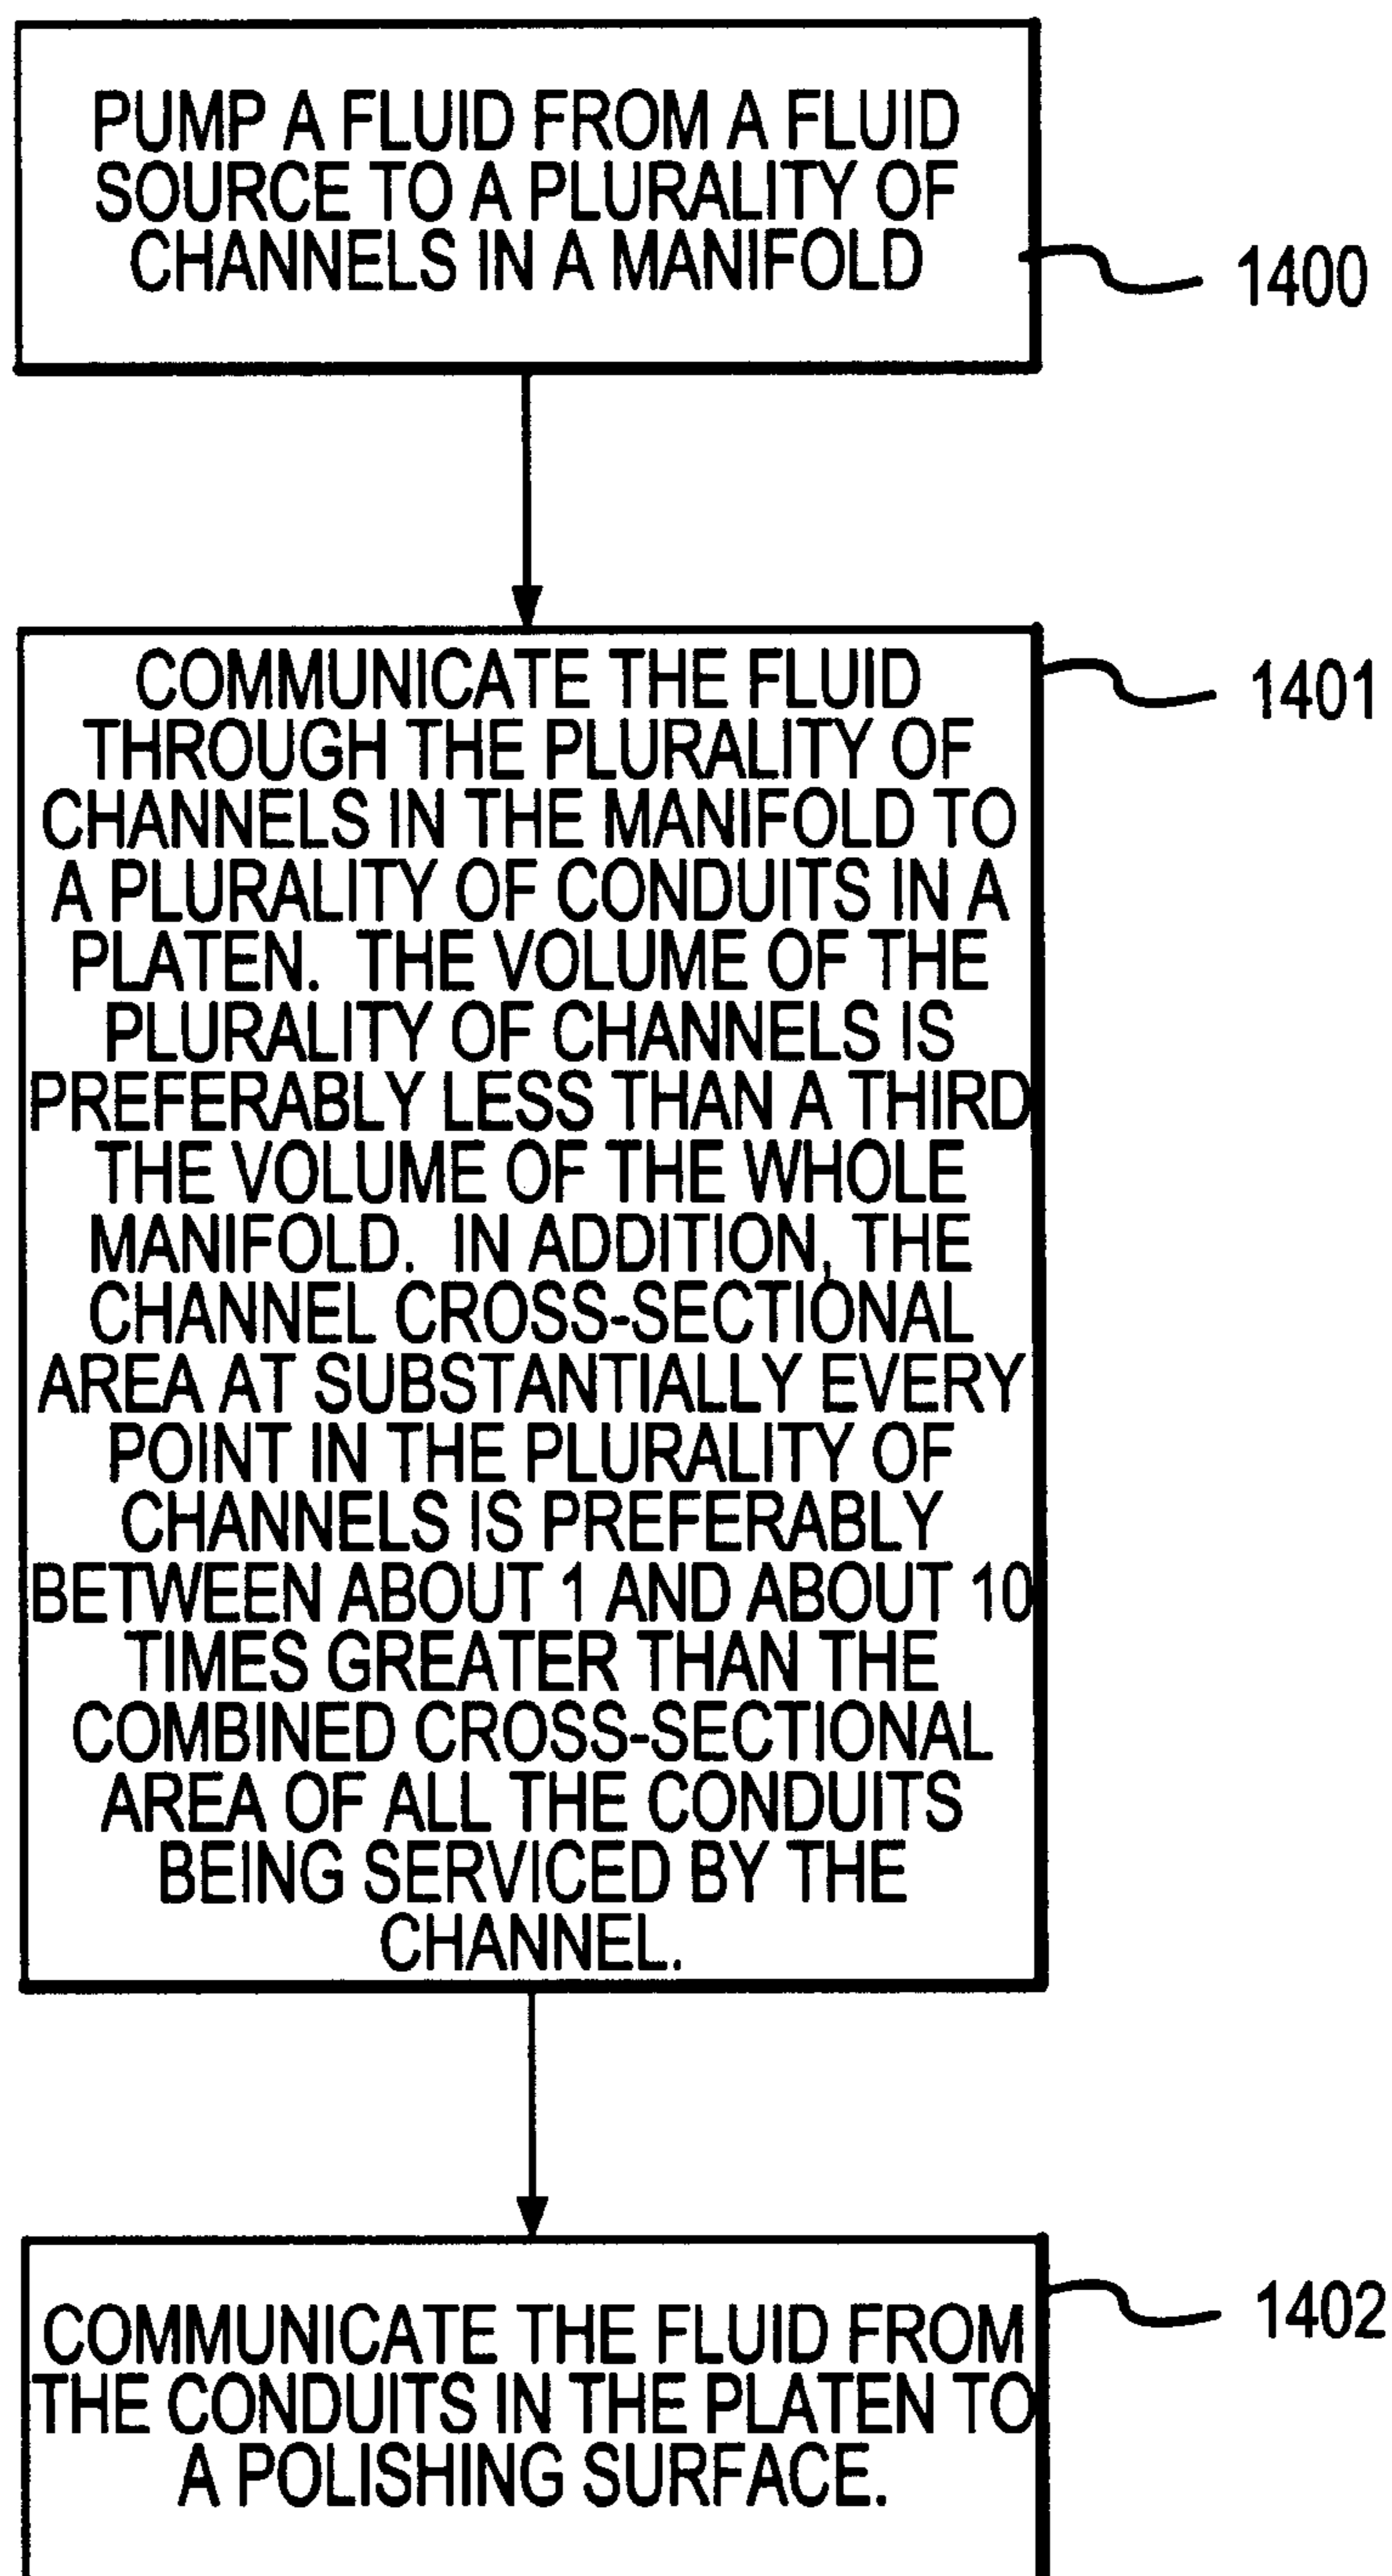 PUMP A FLUID FROM A FLUID
SOURCE TO A PLURALITY OF
CHANNELS IN A MANIFOLD
1400
COMMUNICATE THE FLUID
THROUGH THE PLURALITY OF
CHANNELS IN THE MANIFOLD TO
A PLURALITY OF CONDUITS IN A
PLATEN. THE VOLUME OF THE
PLURALITY OF CHANNELS IS
PREFERABLY LESS THAN A THIRD
THE VOLUME OF THE WHOLE
MANIFOLD. IN ADDITION, THE
CHANNEL CROSS-SECTIONAL
AREA AT SUBSTANTIALLY EVERY
POINT IN THE PLURALITY OF
CHANNELS IS PREFERABLY
BETWEEN ABOUT 1 AND ABOUT 10
TIMES GREATER THAN THE
COMBINED CROSS-SECTIONAL
AREA OF ALL THE CONDUITS
BEING SERVICED BY THE
CHANNEL.
1401
COMMUNICATE THE FLUID FROM
THE CONDUITS IN THE PLATEN TO
A POLISHING SURFACE.
1402